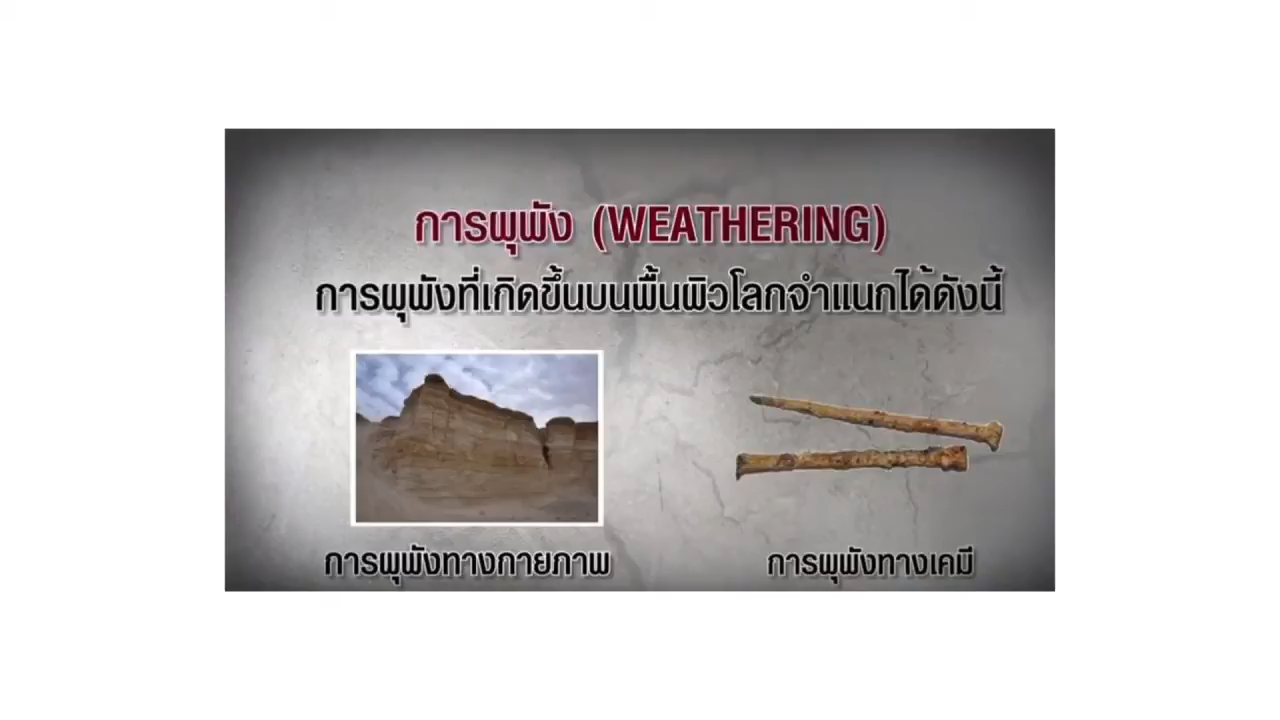 การผุพัง (WEATHERING)
การผุพังที่เกิดขึ้นบนพื้นผิวโลกจำแนกได้ดังนี้
การผุพังทางกายภาพ
การผุพังทางเคมี